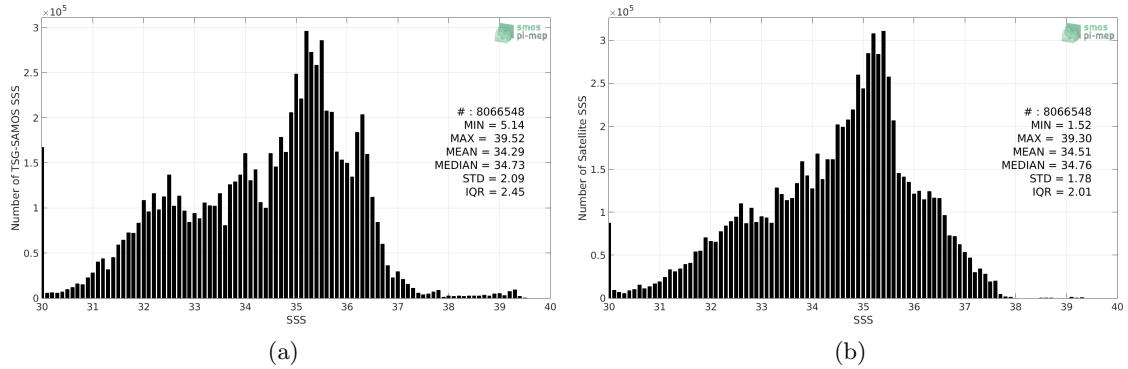 ×10⁵
3
2.5
2
1.5
1
0.5
0
30
31
32
33
34
35
36
37
38
39
40
SSS
Number of TSG-SAMOS SSS
smos
pi-mep
# : 8066548
MIN = 5.14
MAX = 39.52
MEAN = 34.29
MEDIAN = 34.73
STD = 2.09
IQR = 2.45
(a)
×10⁵
3
2.5
2
1.5
1
0.5
0
30
31
32
33
34
35
36
37
38
39
40
SSS
Number of Satellite SSS
smos
pi-mep
# : 8066548
MIN = 1.52
MAX = 39.30
MEAN = 34.51
MEDIAN = 34.76
STD = 1.78
IQR = 2.01
(b)